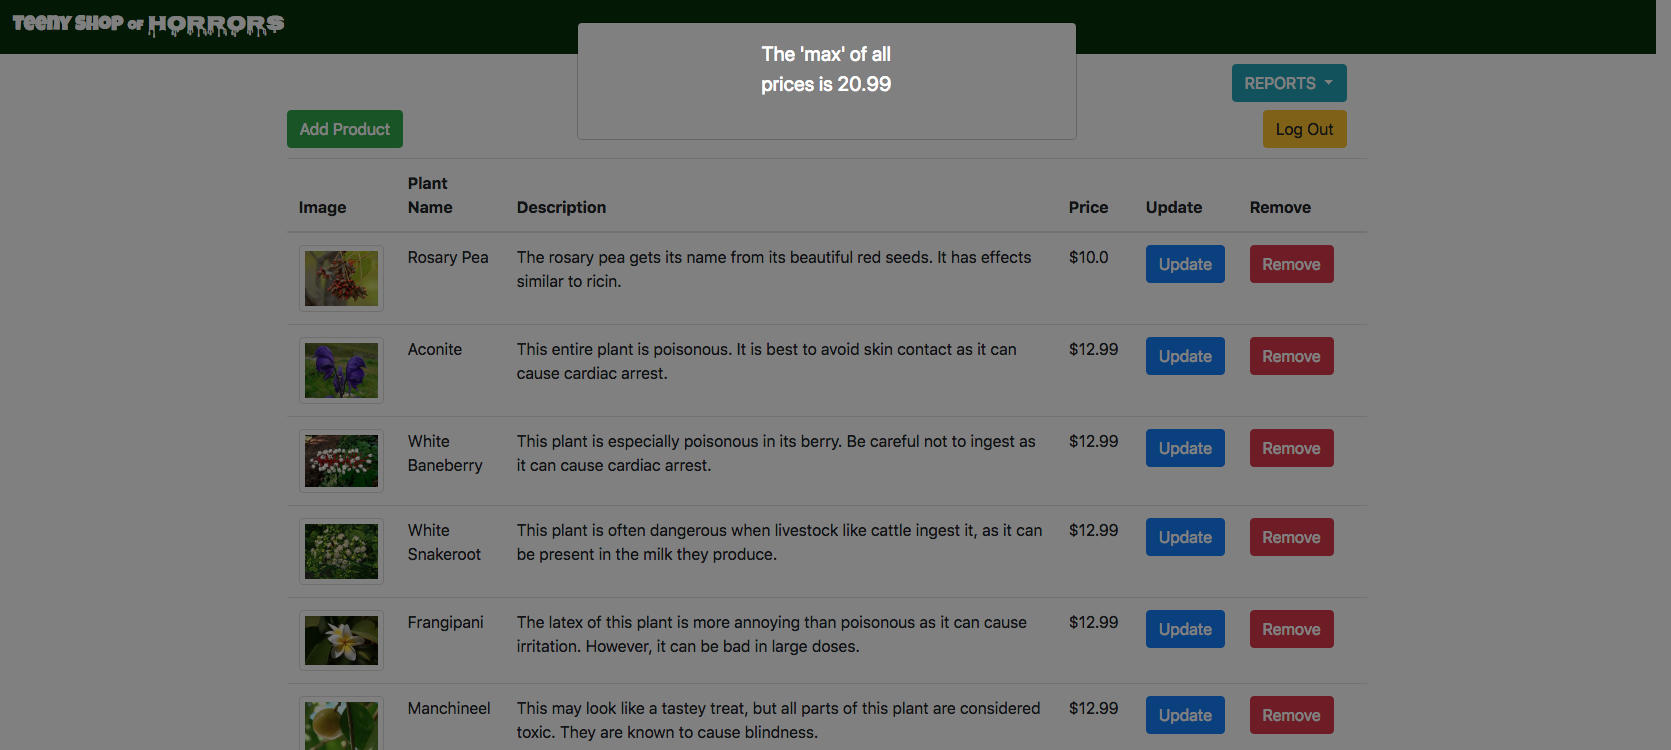 Teeny Shop of HORRORS
The 'max' of all
prices is 20.99
REPORTS
Add Product
Log Out
Image
Plant
Name
Description
Price
Update
Remove
Rosary Pea
The rosary pea gets its name from its beautiful red seeds. It has effects
similar to ricin.
$10.0
Update
Remove
Aconite
This entire plant is poisonous. It is best to avoid skin contact as it can
cause cardiac arrest.
$12.99
Update
Remove
White
Baneberry
This plant is especially poisonous in its berry. Be careful not to ingest as
it can cause cardiac arrest.
$12.99
Update
Remove
White
Snakeroot
This plant is often dangerous when livestock like cattle ingest it, as it can
be present in the milk they produce.
$12.99
Update
Remove
Frangipani
The latex of this plant is more annoying than poisonous as it can cause
irritation. However, it can be bad in large doses.
$12.99
Update
Remove
Manchineel
This may look like a tastey treat, but all parts of this plant are considered
toxic. They are known to cause blindness.
$12.99
Update
Remove